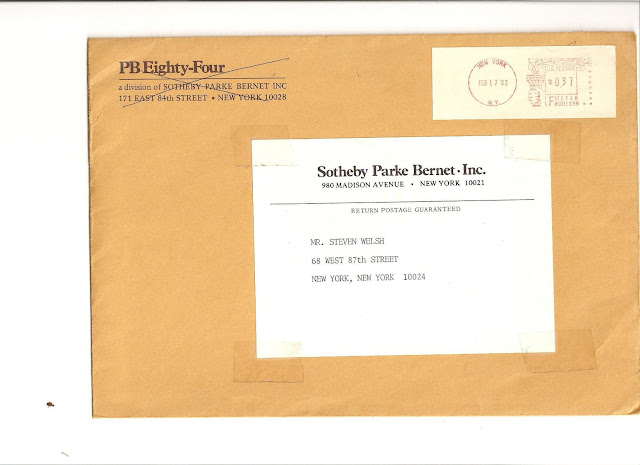 PB Eighty-Four
a division of SOTHEBY PARKE BERNET INC
171 EAST 84th STREET • NEW YORK 10028
NEW YORK
FEB 17 '82
N.Y.
037
Sotheby Parke Bernet • Inc.
980 MADISON AVENUE • NEW YORK 10021
RETURN POSTAGE GUARANTEED
MR. STEVEN WELSH
68 WEST 87th STREET
NEW YORK, NEW YORK 10024